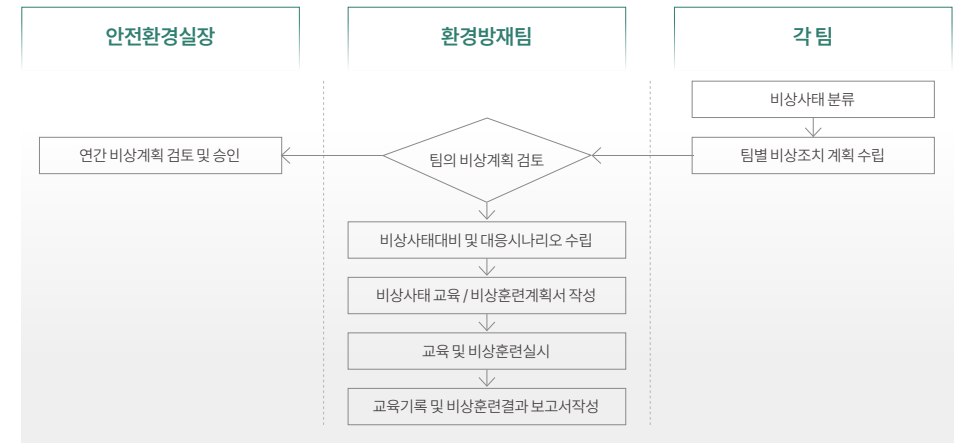 안전환경실장
환경방재팀
각 팀
비상사태 분류
연간 비상계획 검토 및 승인
팀의 비상계획 검토
팀별 비상조치 계획 수립
비상사태대비 및 대응시나리오 수립
비상사태 교육 / 비상훈련계획서 작성
교육 및 비상훈련실시
교육기록 및 비상훈련결과 보고서작성